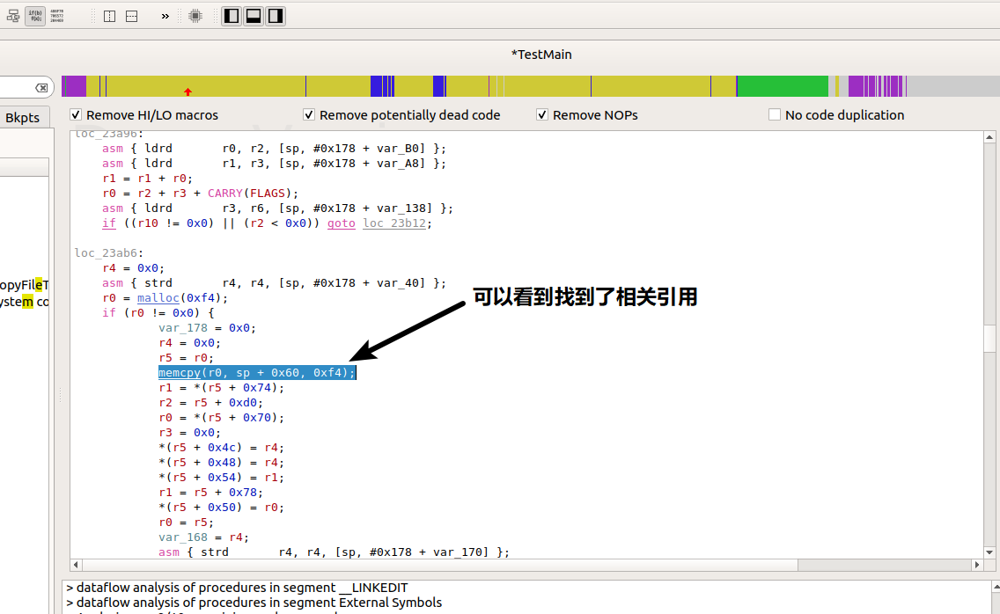 if(b)
f(x);
*TestMain
Bkpts
Remove HI/LO macros
Remove potentially dead code
Remove NOPs
No code duplication
loc_23a96:
asm { ldrd r0, r2, [sp, #0x178 + var_B0] };
asm { ldrd r1, r3, [sp, #0x178 + var_A8] };
r1 = r1 + r0;
r0 = r2 + r3 + CARRY(FLAGS);
asm { ldrd r3, r6, [sp, #0x178 + var_138] };
if ((r10 != 0x0) || (r2 < 0x0)) goto loc_23b12;
loc_23ab6:
r4 = 0x0;
asm { strd r4, r4, [sp, #0x178 + var_40] };
r0 = malloc(0xf4);
if (r0 != 0x0) {
var_178 = 0x0;
r4 = 0x0;
r5 = r0;
memcpy(r0, sp + 0x60, 0xf4);
r1 = *(r5 + 0x74);
r2 = r5 + 0xd0;
r0 = *(r5 + 0x70);
r3 = 0x0;
*(r5 + 0x4c) = r4;
*(r5 + 0x48) = r4;
*(r5 + 0x54) = r1;
r1 = r5 + 0x78;
*(r5 + 0x50) = r0;
r0 = r5;
var_168 = r4;
asm { strd r4, r4, [sp, #0x178 + var_170] };
可以看到找到了相关引用
opyFileT
ystem co
> dataflow analysis of procedures in segment __LINKEDIT
> dataflow analysis of procedures in segment External Symbols